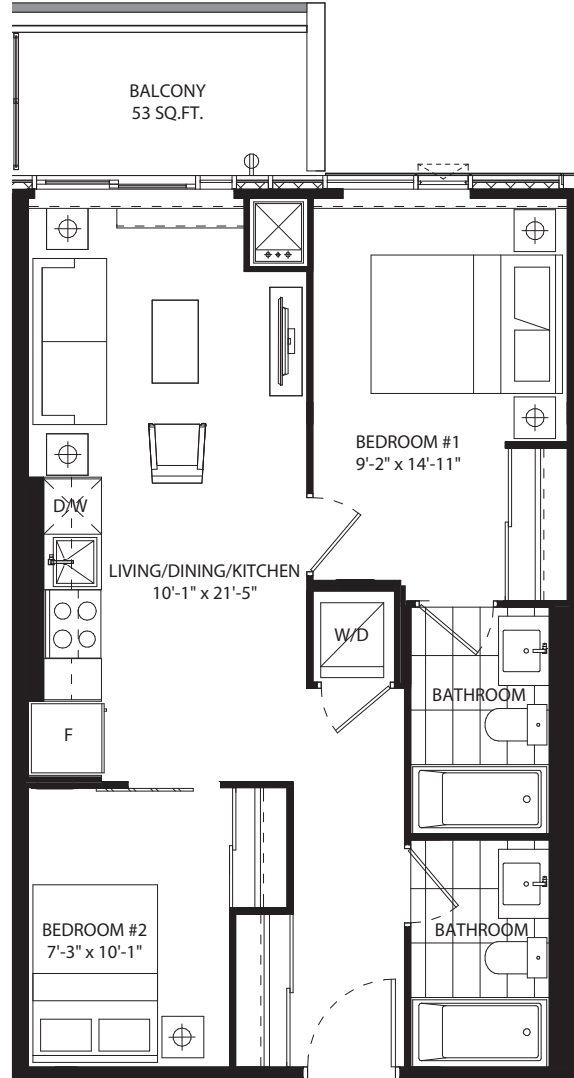 BALCONY
53 SQ.FT.
BEDROOM #1
9'-2" x 14'-11"
D/W
LIVING/DINING/KITCHEN
10'-1" x 21'-5"
W/D
BATHROOM
F
BEDROOM #2
7'-3" x 10'-1"
BATHROOM